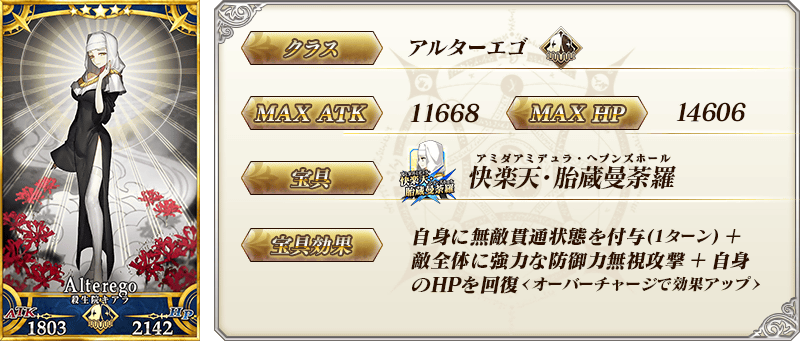 Alterego
殺生院キアラ
ATK
1803
2142
HP
クラス
アルターエゴ
MAX ATK
11668
MAX HP
14606
宝具
快楽天・胎蔵曼荼羅
アミダアミデュラ・ヘブンズホール
快楽天・胎蔵曼荼羅
宝具効果
自身に無敵貫通状態を付与(1ターン) +
敵全体に強力な防御力無視攻撃 + 自身
のHPを回復<オーバーチャージで効果アップ>